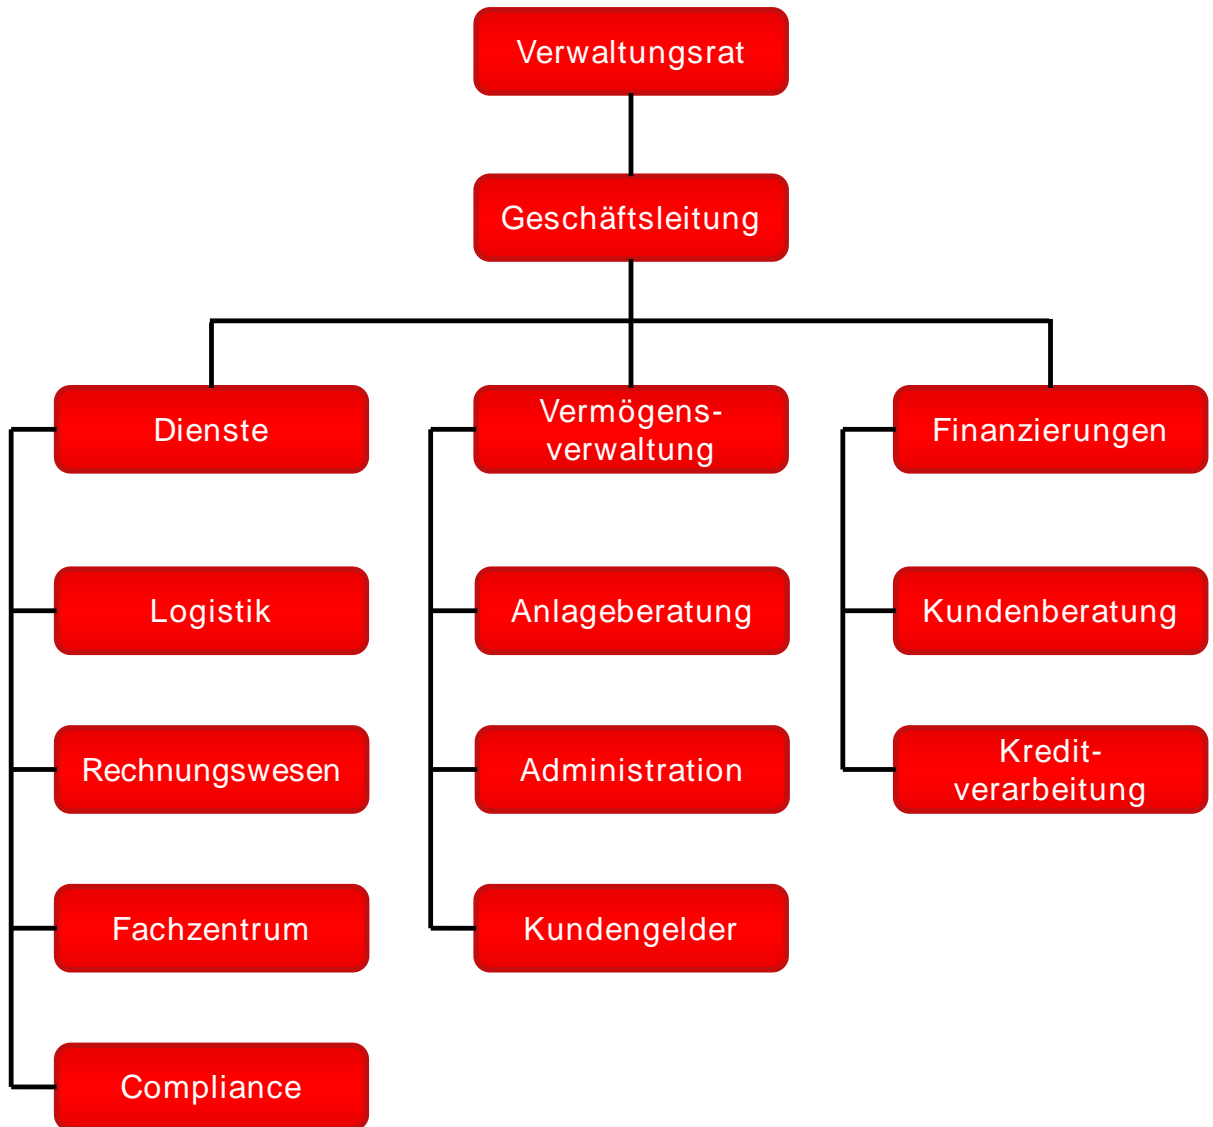 Verwaltungsrat
Geschäftsleitung
Dienste
Vermögens-
verwaltung
Finanzierungen
Logistik
Anlageberatung
Kundenberatung
Rechnungswesen
Administration
Kredit-
verarbeitung
Fachzentrum
Kundengelder
Compliance